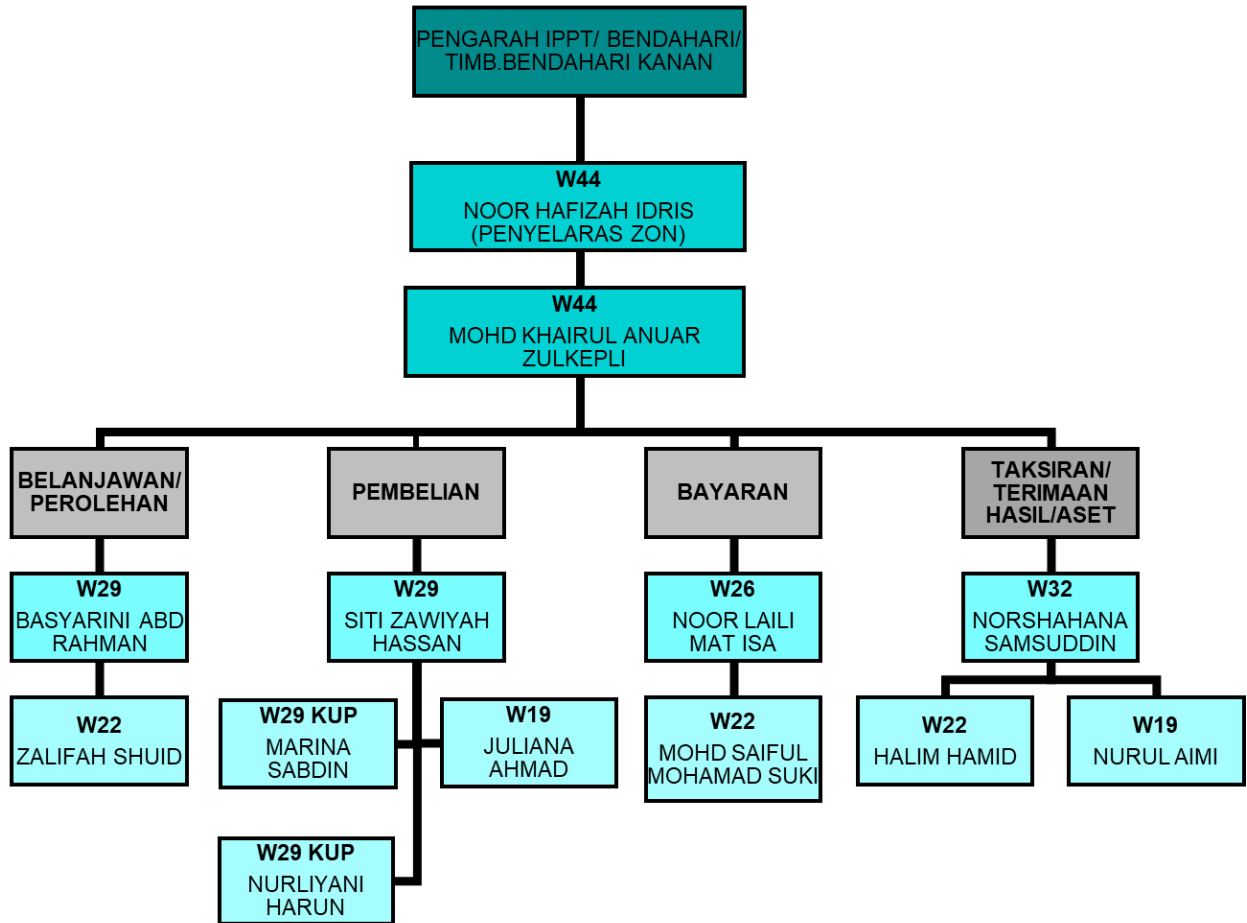 PENGARAH IPPT/ BENDAHARI/
TIMB.BENDAHARI KANAN
W44
NOOR HAFIZAH IDRIS
(PENYELARAS ZON)
W44
MOHD KHAIRUL ANUAR
ZULKEPLI
BELANJAWAN/
PEROLEHAN
W29
BASYARINI ABD
RAHMAN
W22
ZALIFAH SHUID
PEMBELIAN
W29
SITI ZAWIYAH
HASSAN
W29 KUP
MARINA
SABDIN
W19
JULIANA
AHMAD
W29 KUP
NURLIYANI
HARUN
BAYARAN
W26
NOOR LAILI
MAT ISA
W22
MOHD SAIFUL
MOHAMAD SUKI
TAKSIRAN/
TERIMAAN
HASIL/ASET
W32
NORSHAHANA
SAMSUDDIN
W22
HALIM HAMID
W19
NURUL AIMI